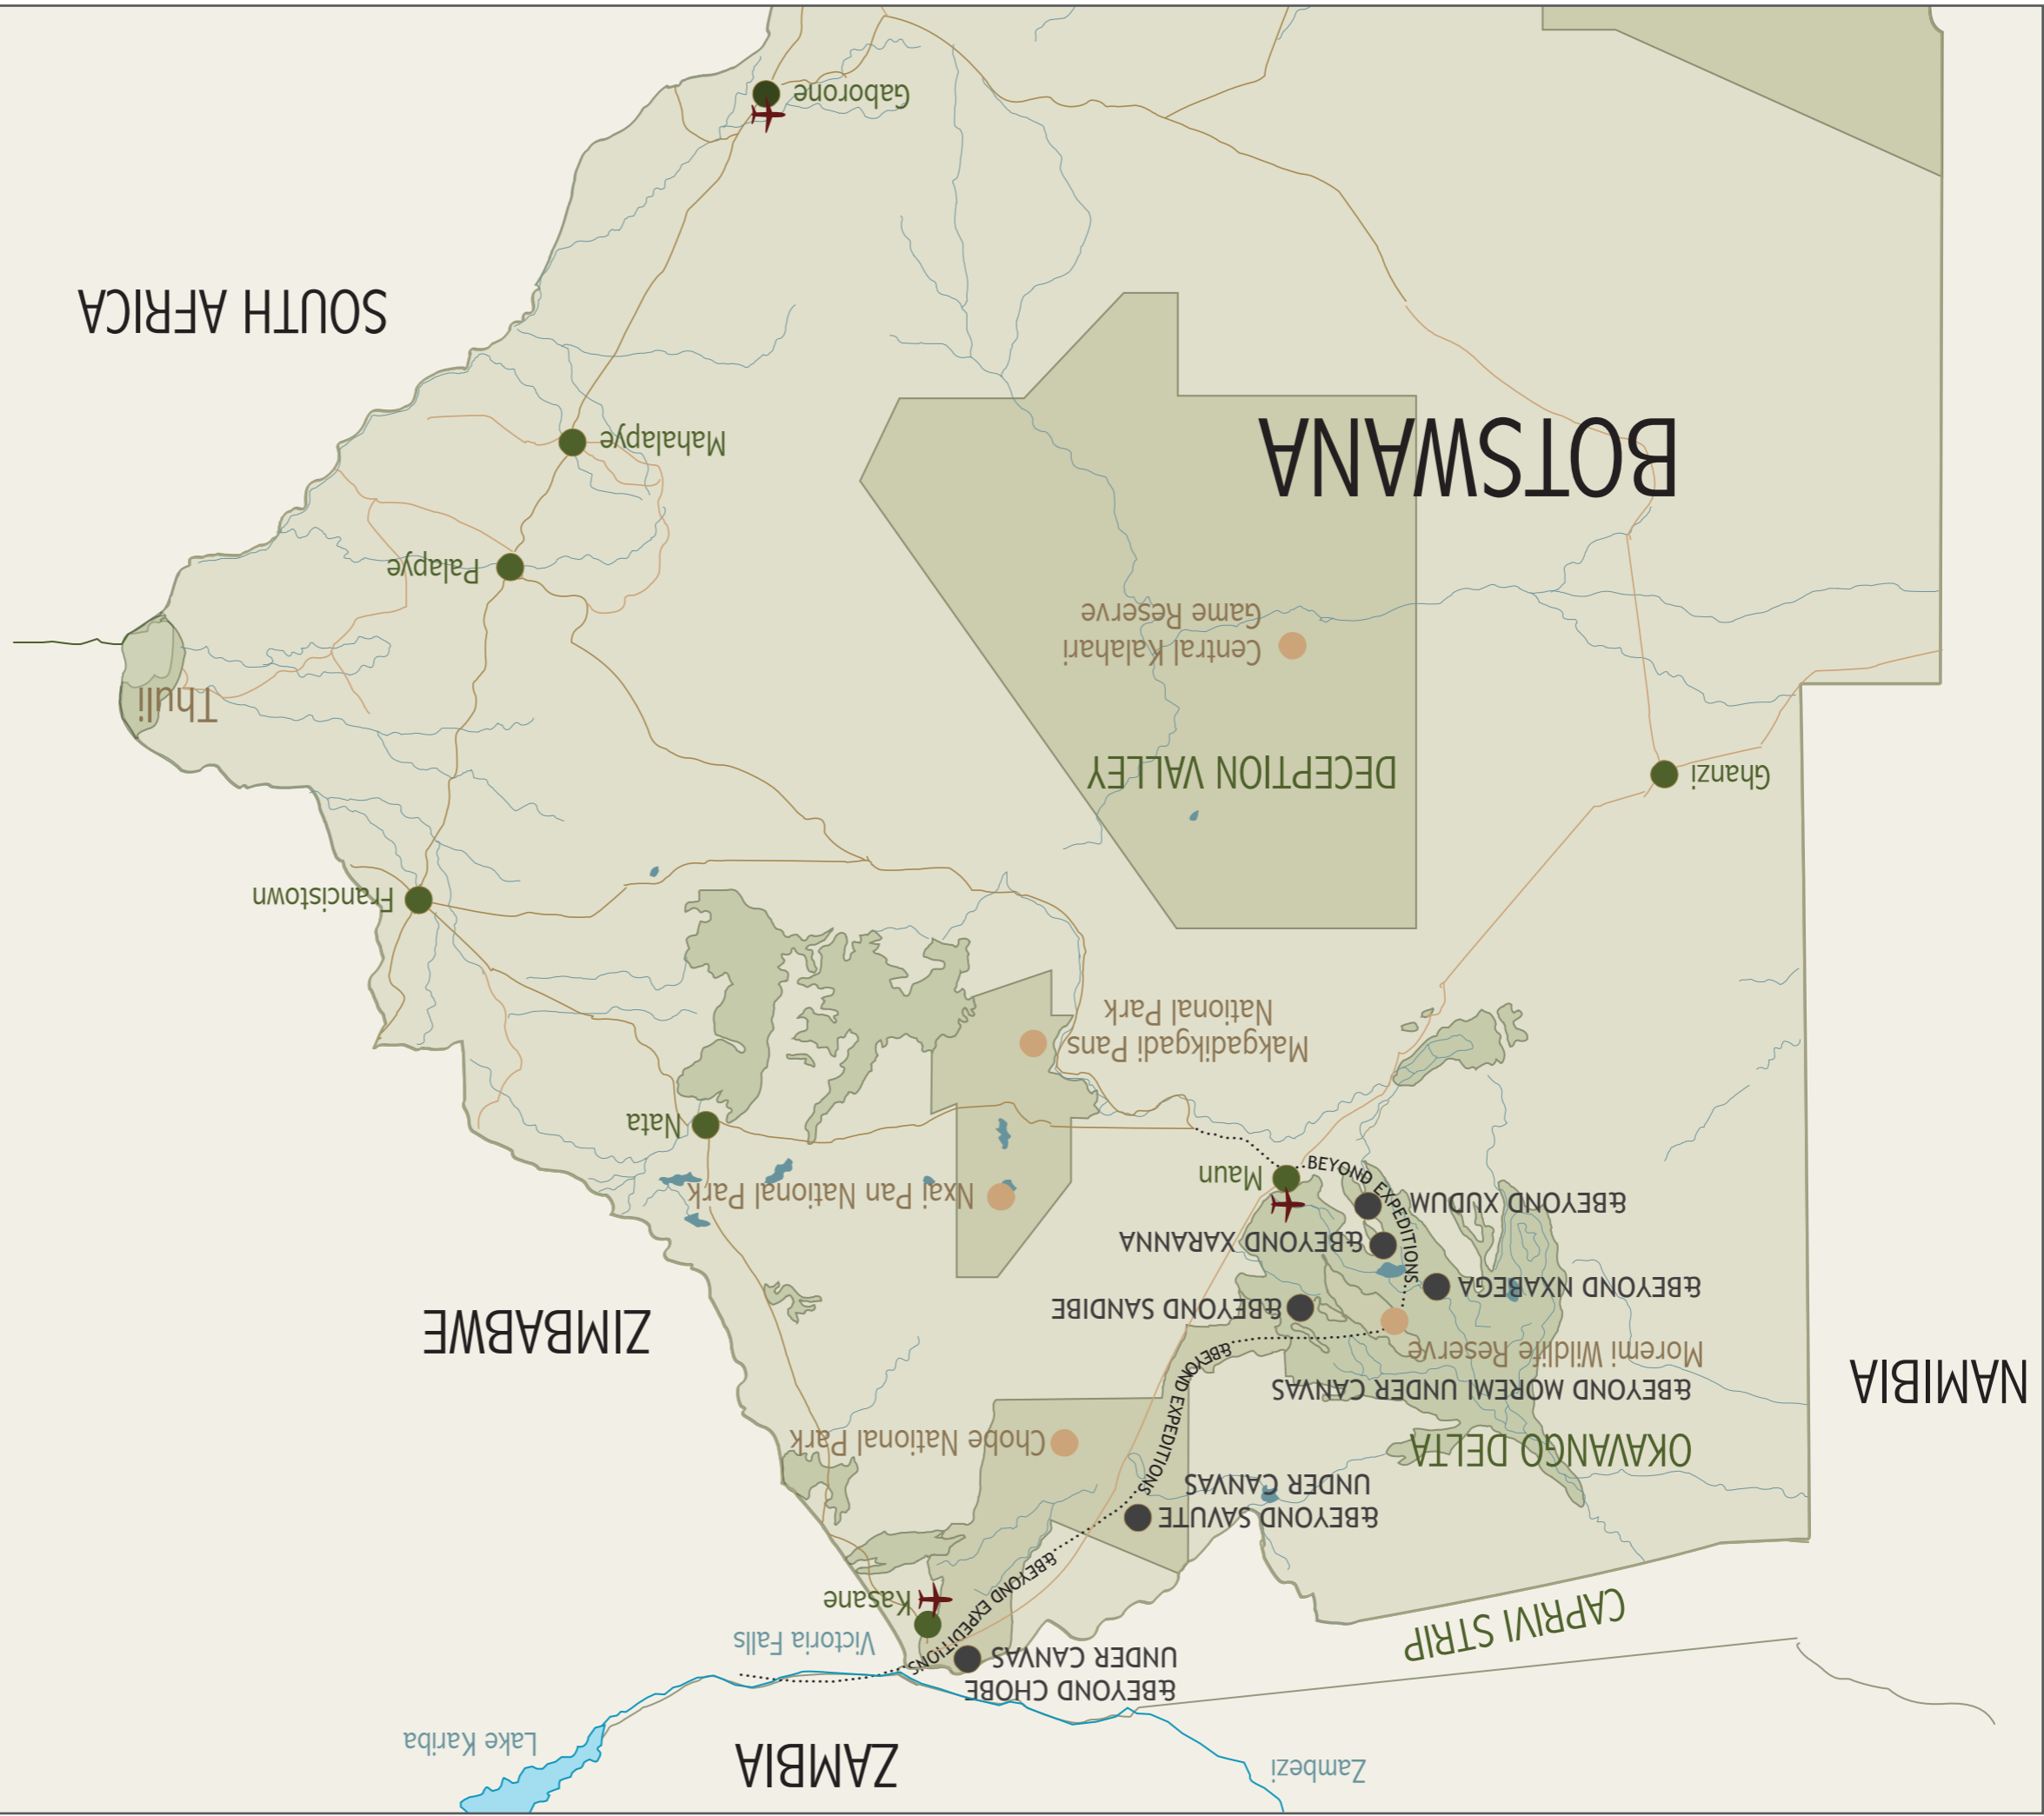 Zambezi
ZAMBIA
Lake Kariba
&BEYOND CHOBE
UNDER CANVAS
Victoria Falls
CAPRIVI STRIP
Kasane
&BEYOND EXPEDITIONS
&BEYOND SAVUTE
UNDER CANVAS
OKAVANGO DELTA
Chobe National Park
&BEYOND EXPEDITIONS
NAMIBIA
&BEYOND MOREMI UNDER CANVAS
Moremi Wildlife Reserve
ZIMBABWE
&BEYOND SANDIBE
&BEYOND NXABEGA
&BEYOND XARANNA
&BEYOND XUDUM
BEYOND EXPEDITIONS
Nxai Pan National Park
Maun
Nata
Makgadikgadi Pans
National Park
Francistown
Ghanzi
DECEPTION VALLEY
Thuli
Central Kalahari
Game Reserve
Palapye
BOTSWANA
Mahalapye
SOUTH AFRICA
Gaborone